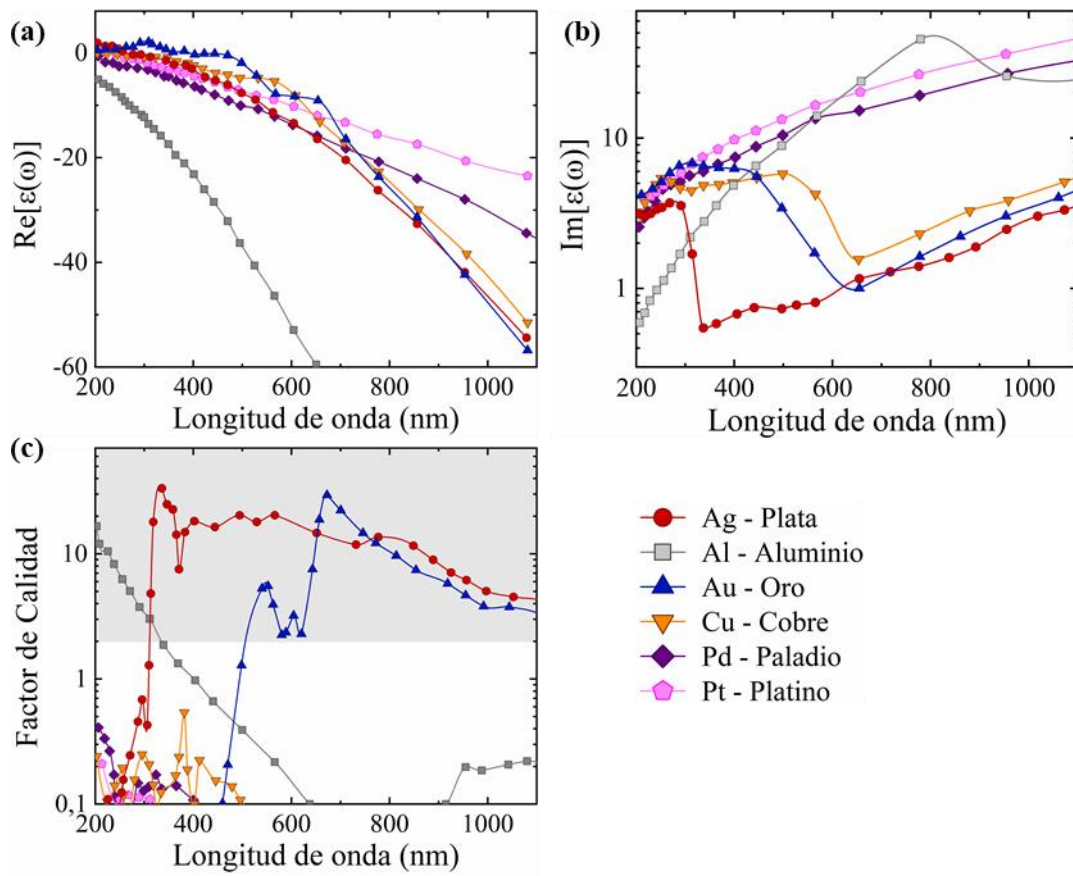 (a)
Re[ε(ω)]
0
-20
-40
-60
200 400 600 800 1000
Longitud de onda (nm)
(b)
Im[ε(ω)]
10
1
200 400 600 800 1000
Longitud de onda (nm)
(c)
Factor de Calidad
10
1
0,1
200 400 600 800 1000
Longitud de onda (nm)
Ag - Plata
Al - Aluminio
Au - Oro
Cu - Cobre
Pd - Paladio
Pt - Platino